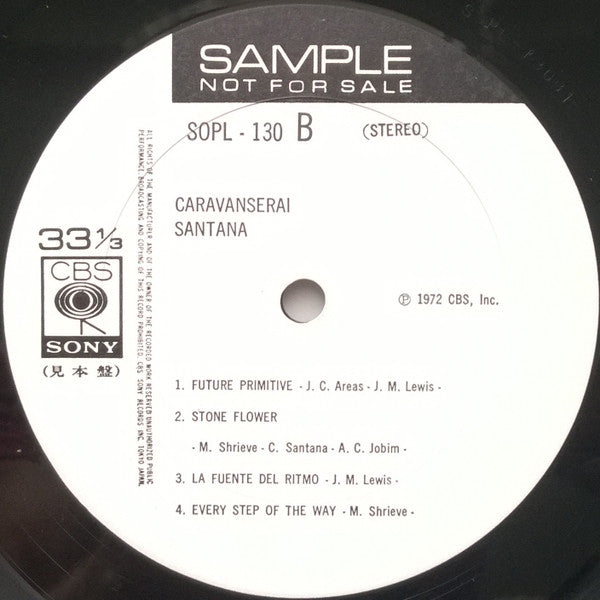 SAMPLE
NOT FOR SALE
SOPL - 130 B (STEREO)
CARAVANSERAI
SANTANA
33 1/3
CBS
SONY
(見本盤)
℗ 1972 CBS, Inc.
1. FUTURE PRIMITIVE - J. C. Areas - J. M. Lewis -
2. STONE FLOWER
- M. Shrieve - C. Santana - A. C. Jobim -
3. LA FUENTE DEL RITMO - J. M. Lewis -
4. EVERY STEP OF THE WAY - M. Shrieve -
ALL RIGHTS OF THE MANUFACTURER AND OF THE OWNER OF THE RECORDED WORK RESERVED UNAUTHORIZED PUBLIC
PERFORMANCE, BROADCASTING AND COPYING OF THIS RECORD PROHIBITED. CBS SONY RECORDS INC. TOKYO JAPAN.